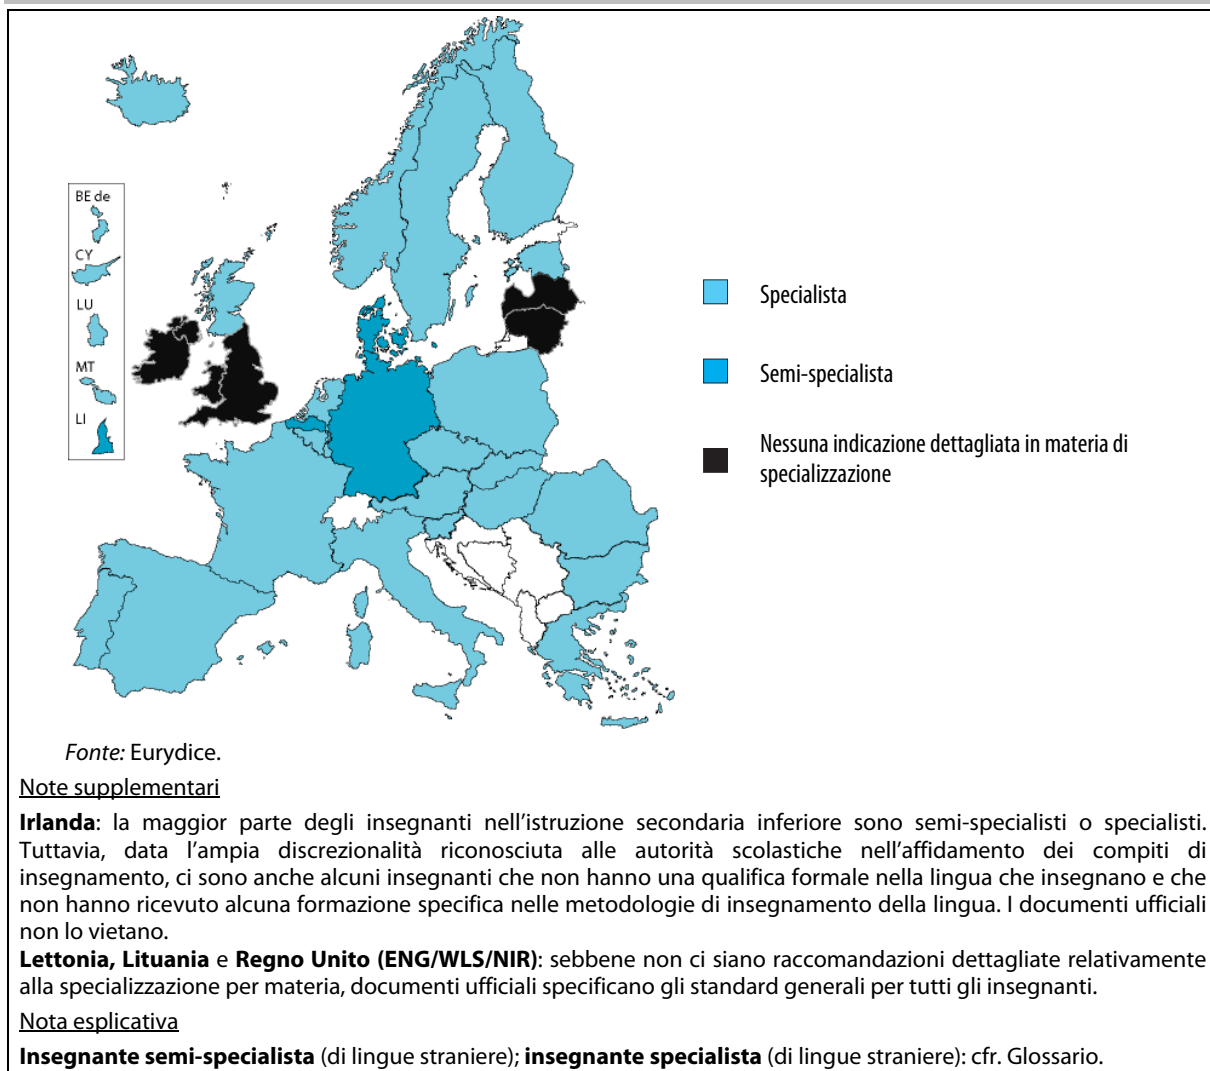 BE de
CY
LU
MT
LI
Specialista
Semi-specialista
Nessuna indicazione dettagliata in materia di
specializzazione
Fonte: Eurydice.
Note supplementari
Irlanda: la maggior parte degli insegnanti nell’istruzione secondaria inferiore sono semi-specialisti o specialisti.
Tuttavia, data l’ampia discrezionalità riconosciuta alle autorità scolastiche nell’affidamento dei compiti di
insegnamento, ci sono anche alcuni insegnanti che non hanno una qualifica formale nella lingua che insegnano e che
non hanno ricevuto alcuna formazione specifica nelle metodologie di insegnamento della lingua. I documenti ufficiali
non lo vietano.
Lettonia, Lituania e Regno Unito (ENG/WLS/NIR): sebbene non ci siano raccomandazioni dettagliate relativamente
alla specializzazione per materia, documenti ufficiali specificano gli standard generali per tutti gli insegnanti.
Nota esplicativa
Insegnante semi-specialista (di lingue straniere); insegnante specialista (di lingue straniere): cfr. Glossario.